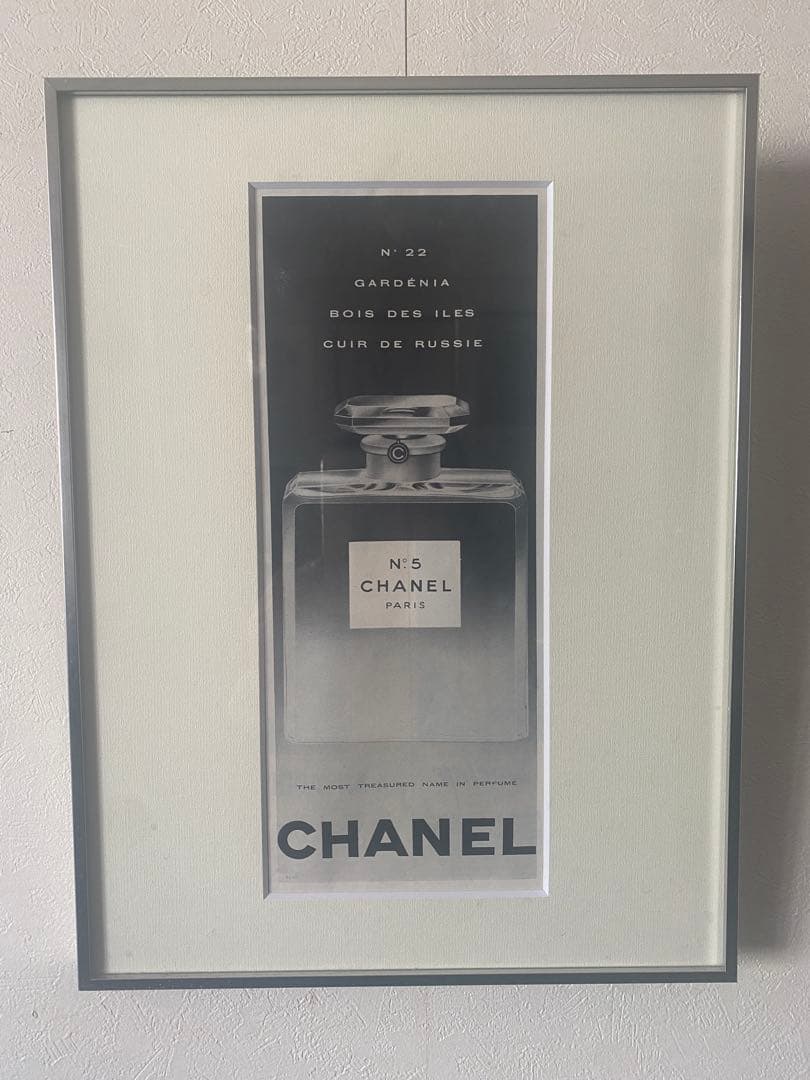 N° 22
GARDÉNIA
BOIS DES ILES
CUIR DE RUSSIE
C
N° 5
CHANEL
PARIS
THE MOST TREASURED NAME IN PERFUME
CHANEL